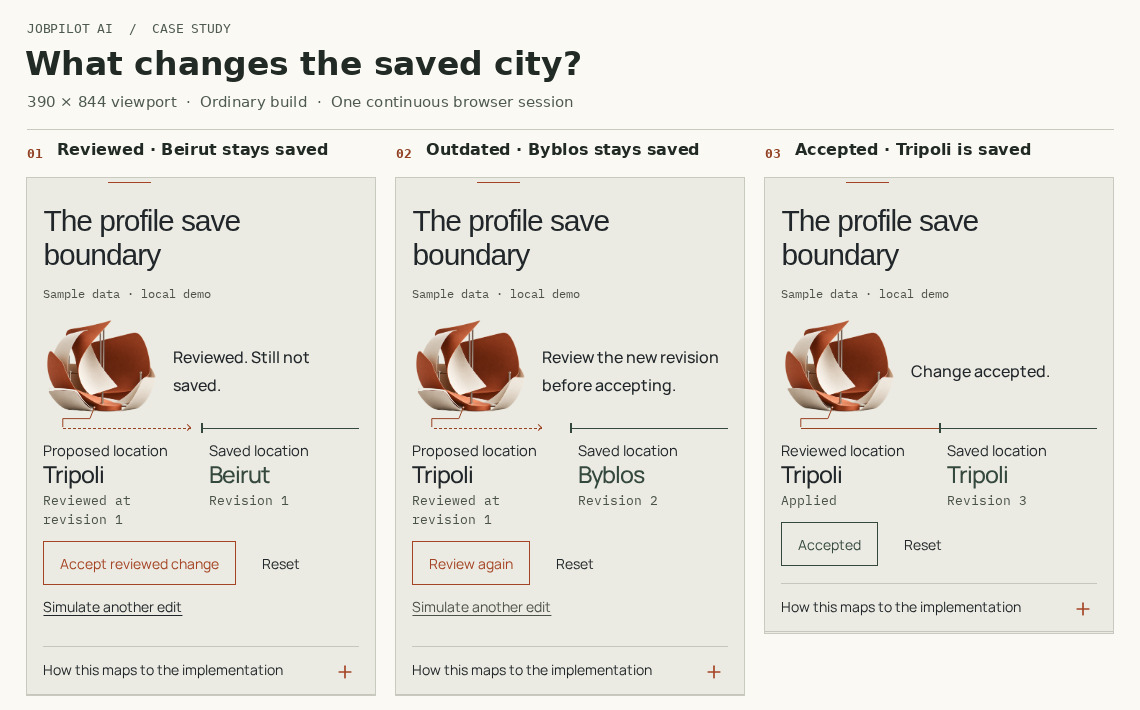 JOBPILOT AI / CASE STUDY
What changes the saved city?
390 × 844 viewport · Ordinary build · One continuous browser session
01 Reviewed · Beirut stays saved
The profile save
boundary
Sample data · local demo
Reviewed. Still not
saved.
Proposed location
Tripoli
Reviewed at
revision 1
Saved location
Beirut
Revision 1
Accept reviewed change
Reset
Simulate another edit
How this maps to the implementation +
02 Outdated · Byblos stays saved
The profile save
boundary
Sample data · local demo
Review the new revision
before accepting.
Proposed location
Tripoli
Reviewed at
revision 1
Saved location
Byblos
Revision 2
Review again
Reset
Simulate another edit
How this maps to the implementation +
03 Accepted · Tripoli is saved
The profile save
boundary
Sample data · local demo
Change accepted.
Reviewed location
Tripoli
Applied
Saved location
Tripoli
Revision 3
Accepted
Reset
How this maps to the implementation +